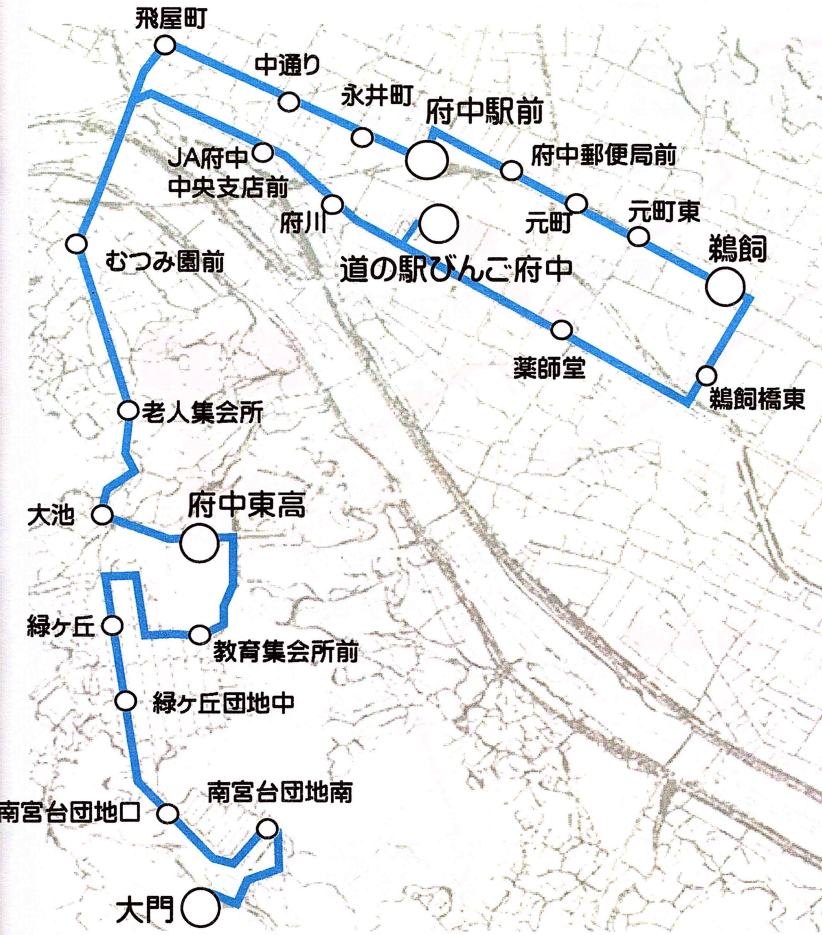 飛屋町
中通り
永井町
府中駅前
JA府中
中央支店前
府中郵便局前
府川
元町
元町東
むつみ園前
道の駅びんご府中
鵜飼
薬師堂
鵜飼橋東
老人集会所
大池
府中東高
緑ヶ丘
教育集会所前
緑ヶ丘団地中
南宮台団地口
南宮台団地南
大門